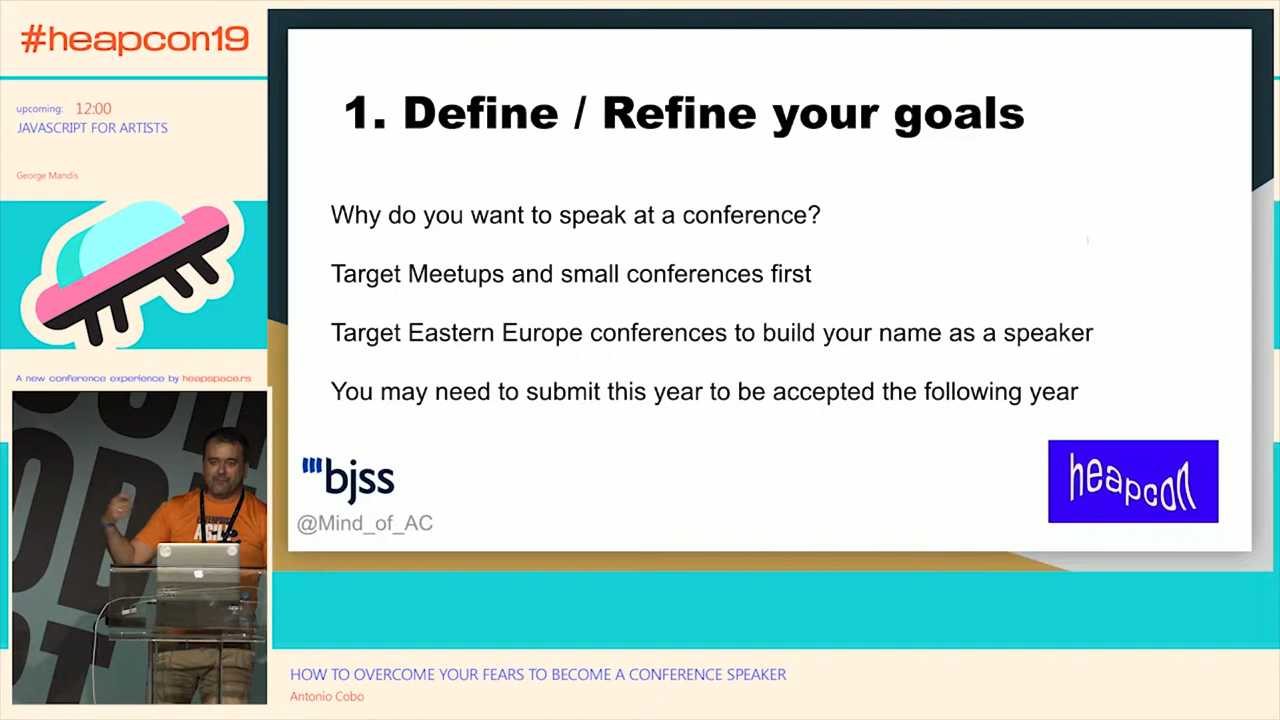 #heapcon19
upcoming: 12:00
JAVASCRIPT FOR ARTISTS
George Mandis
A new conference experience by heapspace.rs
1. Define / Refine your goals
Why do you want to speak at a conference?
Target Meetups and small conferences first
Target Eastern Europe conferences to build your name as a speaker
You may need to submit this year to be accepted the following year
bjss
@Mind_of_AC
heapcon
HOW TO OVERCOME YOUR FEARS TO BECOME A CONFERENCE SPEAKER
Antonio Cobo